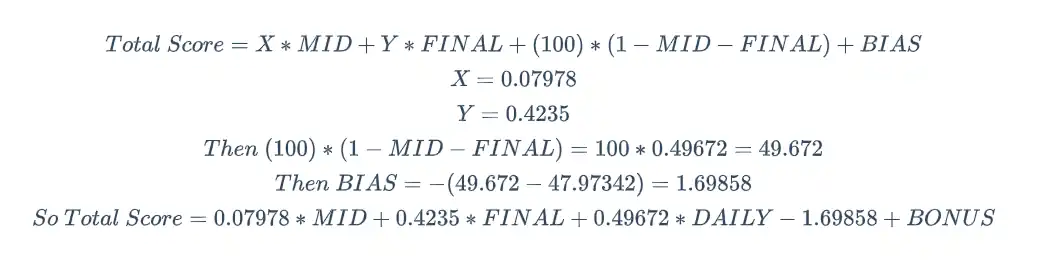 Total Score = X ∗ MID + Y ∗ FINAL + (100) ∗ (1 − MID − FINAL) + BIAS
X = 0.07978
Y = 0.4235
Then (100) ∗ (1 − MID − FINAL) = 100 ∗ 0.49672 = 49.672
Then BIAS = −(49.672 − 47.97342) = 1.69858
So Total Score = 0.07978 ∗ MID + 0.4235 ∗ FINAL + 0.49672 ∗ DAILY − 1.69858 + BONUS